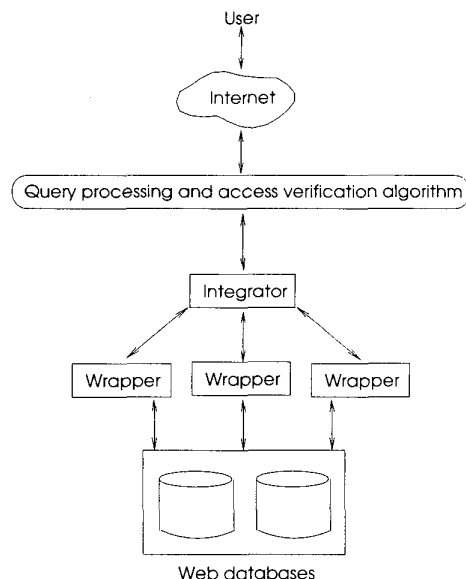 User
Internet
Query processing and access verification algorithm
Integrator
Wrapper
Wrapper
Wrapper
Web databases